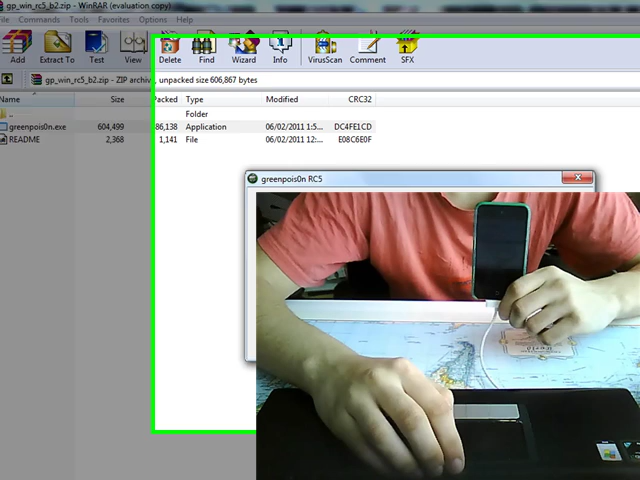 gp_win_rc5_b2.zip - WinRAR (evaluation copy)
File Commands Tools Favorites Options Help
Add Extract To Test View Delete Find Wizard Info VirusScan Comment SFX
gp_win_rc5_b2.zip - ZIP archive, unpacked size 606,867 bytes
Name Size Packed Type Modified CRC32
.. Folder
greenpois0n.exe 604,499 86,138 Application 06/02/2011 1:5... DC4FE1CD
README 2,368 1,141 File 06/02/2011 12:... E08C6E0F
greenpois0n RC5